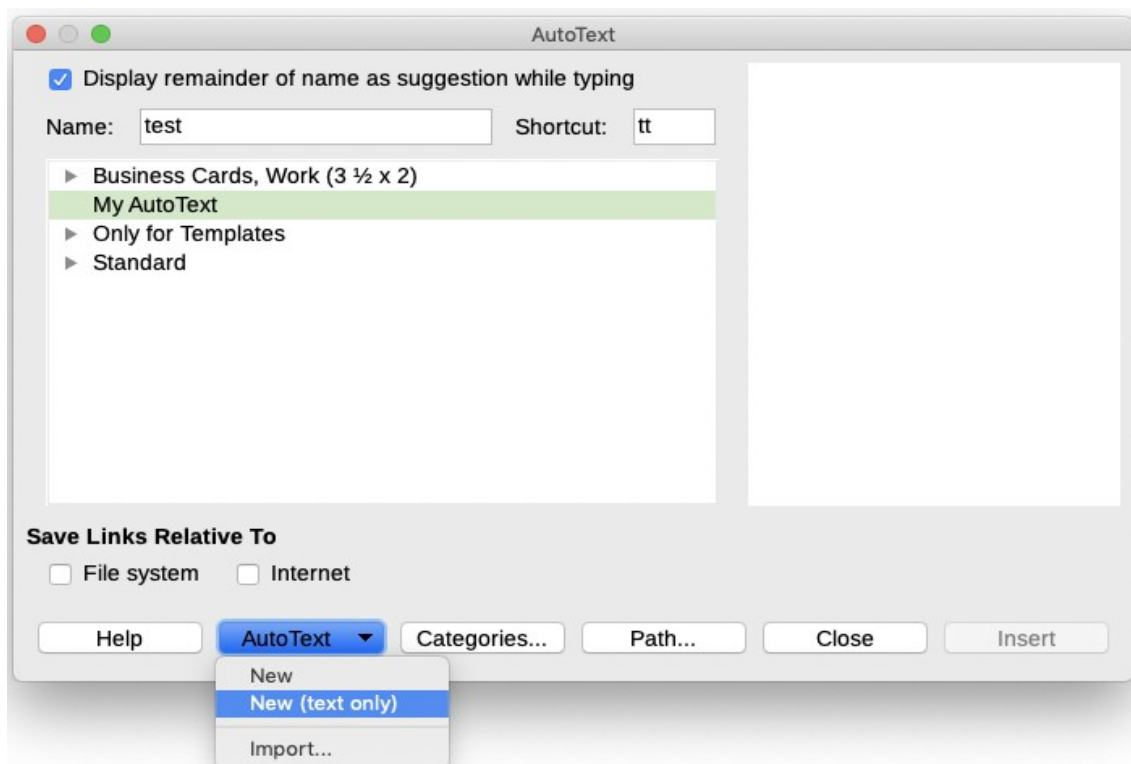 AutoText
Display remainder of name as suggestion while typing
Name: test Shortcut: tt
Business Cards, Work (3 ½ x 2)
My AutoText
Only for Templates
Standard
Save Links Relative To
File system Internet
Help AutoText Categories... Path... Close Insert
New
New (text only)
Import...